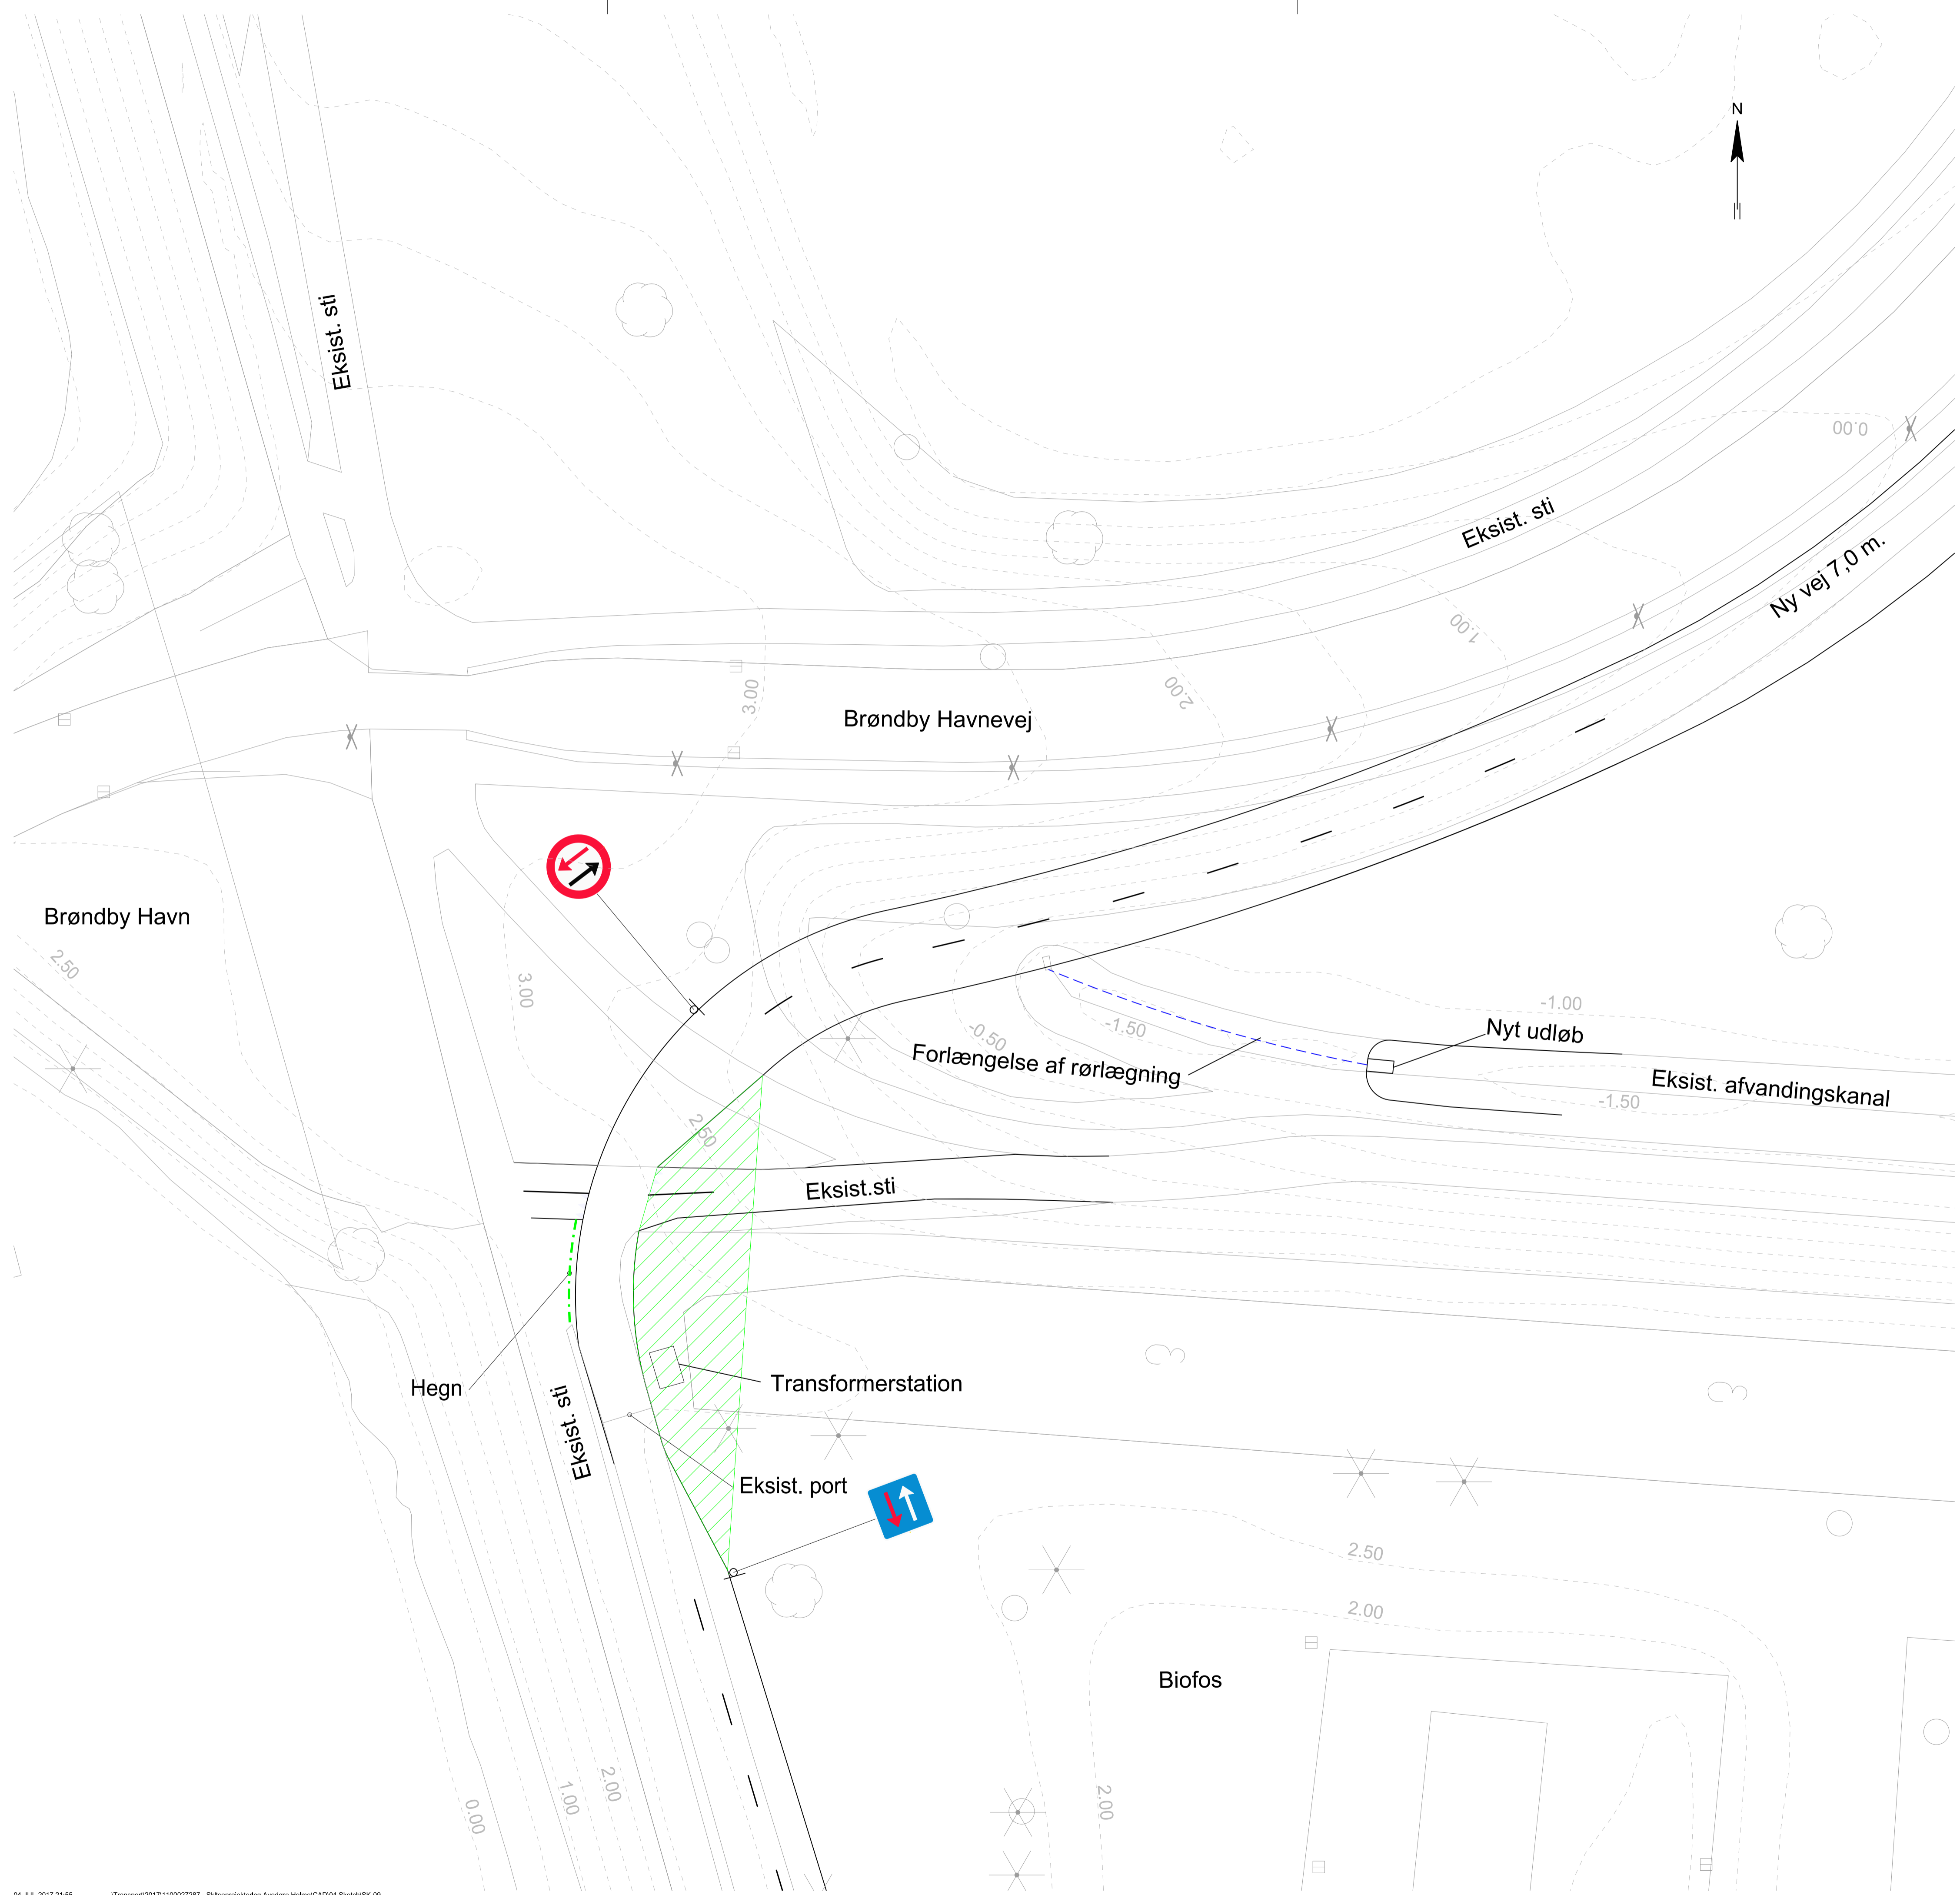 N
Eksist. sti
0.00
Eksist. sti
Ny vej 7,0 m.
1.00
3.00
2.00
Brøndby Havnevej
Brøndby Havn
2.50
3.00
-1.00
-1.50
-0.50
Nyt udløb
Forlængelse af rørlægning
Eksist. afvandingskanal
-1.50
2.50
Eksist.sti
Hegn
Transformerstation
Eksist. sti
Eksist. port
2.50
2.00
Biofos
2.00
1.00
2.00
0.00